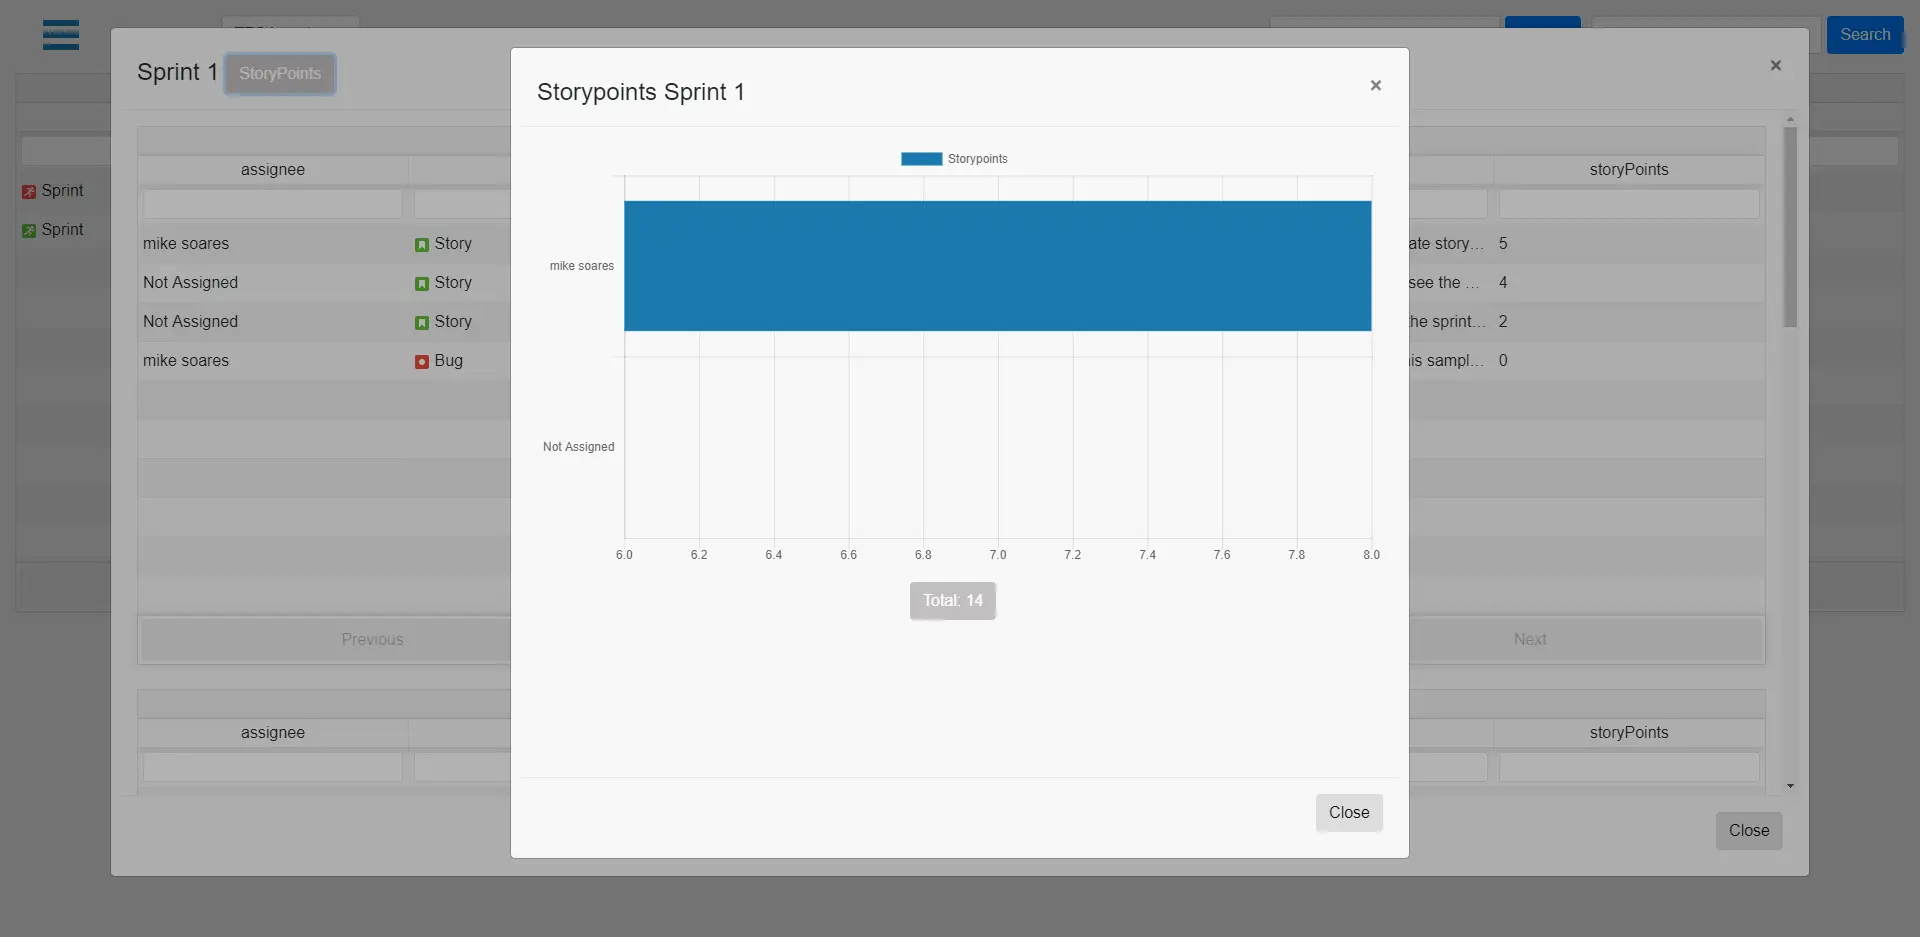 Search
Sprint 1 StoryPoints
×
Storypoints Sprint 1
×
Storypoints
mike soares
Not Assigned
6.0 6.2 6.4 6.6 6.8 7.0 7.2 7.4 7.6 7.8 8.0
Total: 14
Close
assignee storyPoints
Sprint
Sprint
mike soares Story ate story... 5
Not Assigned Story see the ... 4
Not Assigned Story he sprint... 2
mike soares Bug is sampl... 0
Previous Next
assignee storyPoints
Close